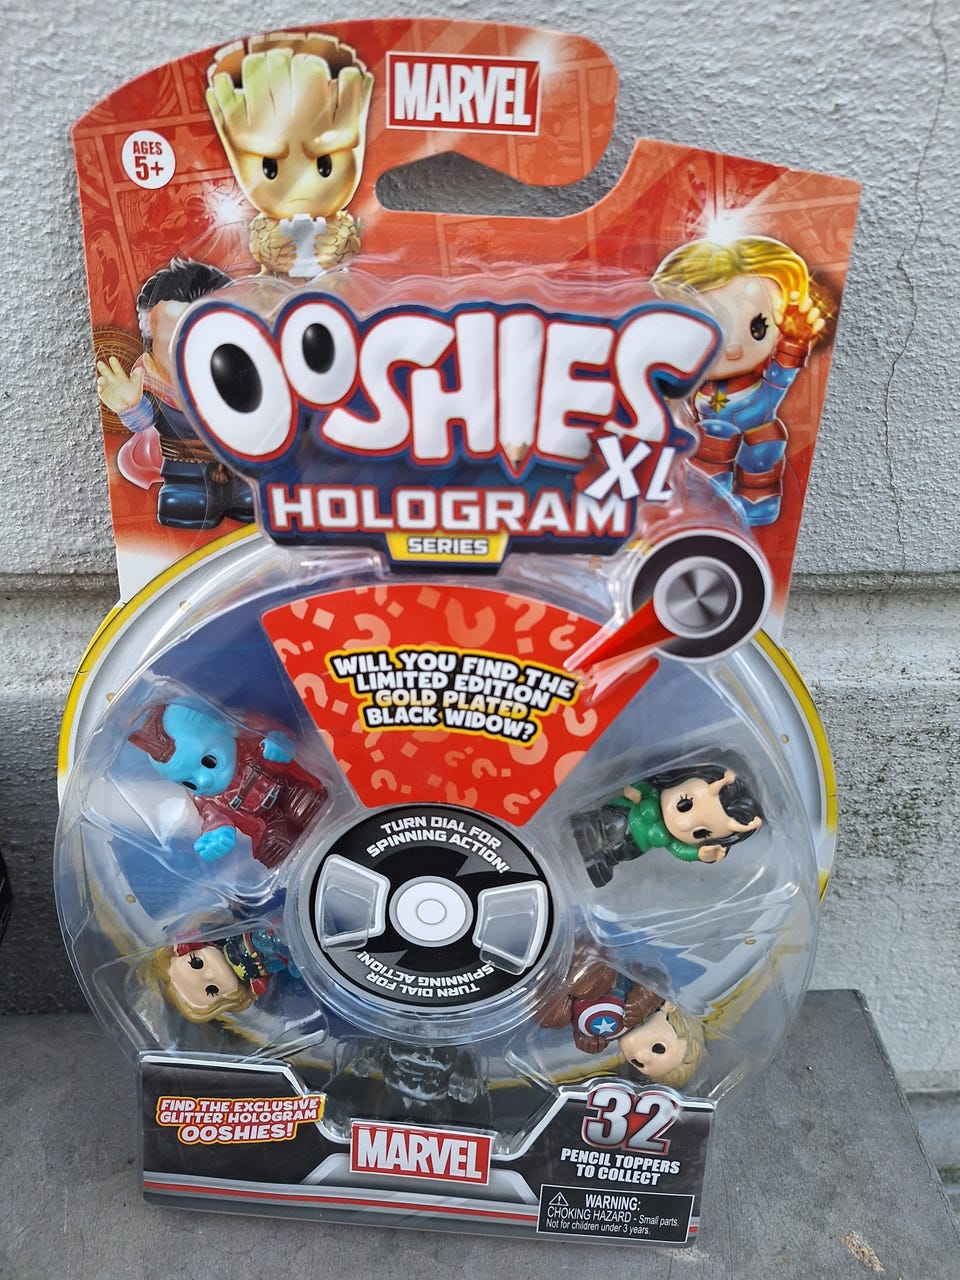 MARVEL
AGES
5+
OOSHIES
XL
HOLOGRAM
SERIES
WILL YOU FIND THE
LIMITED EDITION
GOLD PLATED
BLACK WIDOW?
TURN DIAL FOR
SPINNING ACTION!
TURN DIAL FOR
SPINNING ACTION!
FIND THE EXCLUSIVE
GLITTER HOLOGRAM
OOSHIES!
MARVEL
32
PENCIL TOPPERS
TO COLLECT
WARNING:
CHOKING HAZARD - Small parts.
Not for children under 3 years.